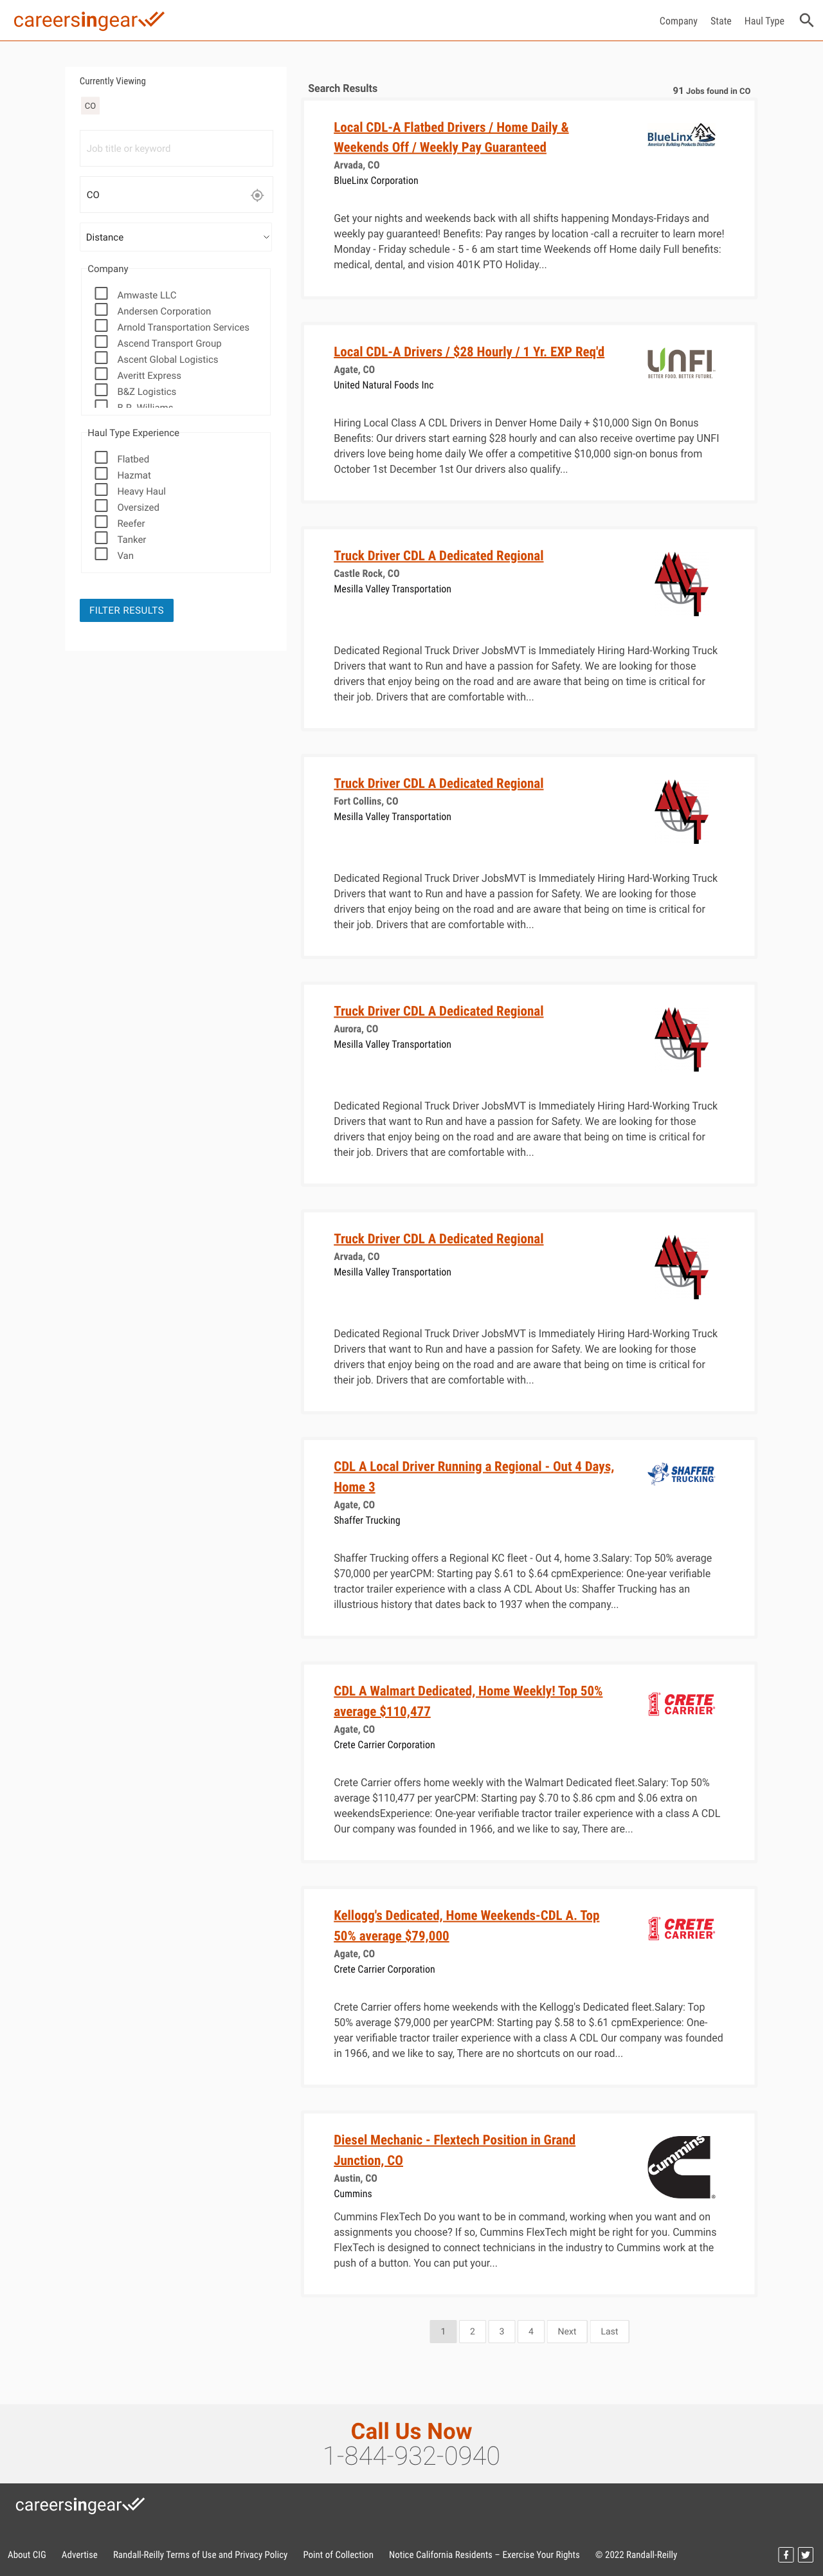 careersingear
Company State Haul Type
Currently Viewing
CO
Job title or keyword
CO
Distance
Company
Amwaste LLC
Andersen Corporation
Arnold Transportation Services
Ascend Transport Group
Ascent Global Logistics
Averitt Express
B&Z Logistics
B.R. Williams
Haul Type Experience
Flatbed
Hazmat
Heavy Haul
Oversized
Reefer
Tanker
Van
FILTER RESULTS
Search Results
91 Jobs found in CO
Local CDL-A Flatbed Drivers / Home Daily &
Weekends Off / Weekly Pay Guaranteed
Arvada, CO
BlueLinx Corporation
BlueLinx
America's Building Products Distributor
Get your nights and weekends back with all shifts happening Mondays-Fridays and
weekly pay guaranteed! Benefits: Pay ranges by location -call a recruiter to learn more!
Monday - Friday schedule - 5 - 6 am start time Weekends off Home daily Full benefits:
medical, dental, and vision 401K PTO Holiday...
Local CDL-A Drivers / $28 Hourly / 1 Yr. EXP Req'd
Agate, CO
United Natural Foods Inc
UNFI
BETTER FOOD. BETTER FUTURE.
Hiring Local Class A CDL Drivers in Denver Home Daily + $10,000 Sign On Bonus
Benefits: Our drivers start earning $28 hourly and can also receive overtime pay UNFI
drivers love being home daily We offer a competitive $10,000 sign-on bonus from
October 1st December 1st Our drivers also qualify...
Truck Driver CDL A Dedicated Regional
Castle Rock, CO
Mesilla Valley Transportation
MVT
Dedicated Regional Truck Driver JobsMVT is Immediately Hiring Hard-Working Truck
Drivers that want to Run and have a passion for Safety. We are looking for those
drivers that enjoy being on the road and are aware that being on time is critical for
their job. Drivers that are comfortable with...
Truck Driver CDL A Dedicated Regional
Fort Collins, CO
Mesilla Valley Transportation
MVT
Dedicated Regional Truck Driver JobsMVT is Immediately Hiring Hard-Working Truck
Drivers that want to Run and have a passion for Safety. We are looking for those
drivers that enjoy being on the road and are aware that being on time is critical for
their job. Drivers that are comfortable with...
Truck Driver CDL A Dedicated Regional
Aurora, CO
Mesilla Valley Transportation
MVT
Dedicated Regional Truck Driver JobsMVT is Immediately Hiring Hard-Working Truck
Drivers that want to Run and have a passion for Safety. We are looking for those
drivers that enjoy being on the road and are aware that being on time is critical for
their job. Drivers that are comfortable with...
Truck Driver CDL A Dedicated Regional
Arvada, CO
Mesilla Valley Transportation
MVT
Dedicated Regional Truck Driver JobsMVT is Immediately Hiring Hard-Working Truck
Drivers that want to Run and have a passion for Safety. We are looking for those
drivers that enjoy being on the road and are aware that being on time is critical for
their job. Drivers that are comfortable with...
CDL A Local Driver Running a Regional - Out 4 Days,
Home 3
Agate, CO
Shaffer Trucking
SHAFFER
TRUCKING
Shaffer Trucking offers a Regional KC fleet - Out 4, home 3.Salary: Top 50% average
$70,000 per yearCPM: Starting pay $.61 to $.64 cpmExperience: One-year verifiable
tractor trailer experience with a class A CDL About Us: Shaffer Trucking has an
illustrious history that dates back to 1937 when the company...
CDL A Walmart Dedicated, Home Weekly! Top 50%
average $110,477
Agate, CO
Crete Carrier Corporation
CRETE
CARRIER
Crete Carrier offers home weekly with the Walmart Dedicated fleet.Salary: Top 50%
average $110,477 per yearCPM: Starting pay $.70 to $.86 cpm and $.06 extra on
weekendsExperience: One-year verifiable tractor trailer experience with a class A CDL
Our company was founded in 1966, and we like to say, There are...
Kellogg's Dedicated, Home Weekends-CDL A. Top
50% average $79,000
Agate, CO
Crete Carrier Corporation
CRETE
CARRIER
Crete Carrier offers home weekends with the Kellogg's Dedicated fleet.Salary: Top
50% average $79,000 per yearCPM: Starting pay $.58 to $.61 cpmExperience: One-
year verifiable tractor trailer experience with a class A CDL Our company was founded
in 1966, and we like to say, There are no shortcuts on our road...
Diesel Mechanic - Flextech Position in Grand
Junction, CO
Austin, CO
Cummins
Cummins
Cummins FlexTech Do you want to be in command, working when you want and on
assignments you choose? If so, Cummins FlexTech might be right for you. Cummins
FlexTech is designed to connect technicians in the industry to Cummins work at the
push of a button. You can put your...
1 2 3 4 Next Last
Call Us Now
1-844-932-0940
careersingear
About CIG Advertise Randall-Reilly Terms of Use and Privacy Policy Point of Collection Notice California Residents – Exercise Your Rights © 2022 Randall-Reilly